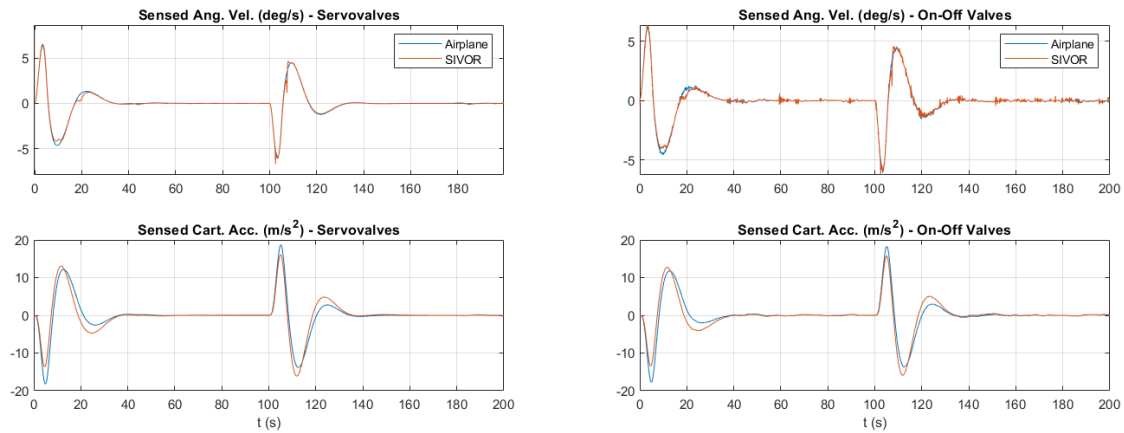 Sensed Ang. Vel. (deg/s) - Servovalves
5
0
-5
0 20 40 60 80 100 120 140 160 180
Airplane
SIVOR
Sensed Ang. Vel. (deg/s) - On-Off Valves
5
0
-5
0 20 40 60 80 100 120 140 160 180 200
Airplane
SIVOR
Sensed Cart. Acc. (m/s²) - Servovalves
20
10
0
-10
-20
0 20 40 60 80 100 120 140 160 180 200
t (s)
Sensed Cart. Acc. (m/s²) - On-Off Valves
20
10
0
-10
-20
0 20 40 60 80 100 120 140 160 180 200
t (s)